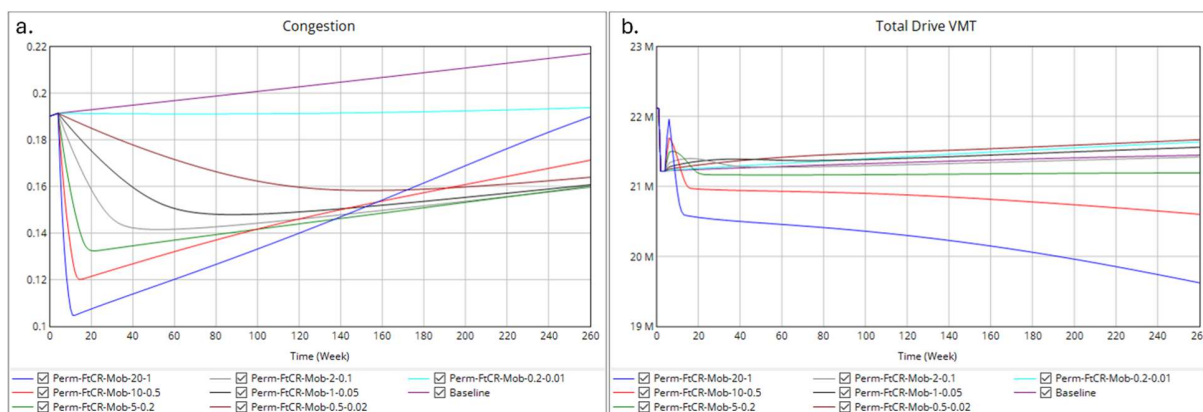 a.
Congestion
0.22
0.2
0.18
0.16
0.14
0.12
0.1
0 20 40 60 80 100 120 140 160 180 200 220 240 260
Time (Week)
Perm-FtCR-Mob-20-1 Perm-FtCR-Mob-2-0.1 Perm-FtCR-Mob-0.2-0.01
Perm-FtCR-Mob-10-0.5 Perm-FtCR-Mob-1-0.05 Baseline
Perm-FtCR-Mob-5-0.2 Perm-FtCR-Mob-0.5-0.02
b.
Total Drive VMT
23 M
22 M
21 M
20 M
19 M
0 20 40 60 80 100 120 140 160 180 200 220 240 260
Time (Week)
Perm-FtCR-Mob-20-1 Perm-FtCR-Mob-2-0.1 Perm-FtCR-Mob-0.2-0.01
Perm-FtCR-Mob-10-0.5 Perm-FtCR-Mob-1-0.05 Baseline
Perm-FtCR-Mob-5-0.2 Perm-FtCR-Mob-0.5-0.02